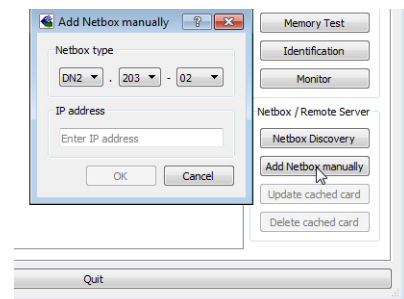 Add Netbox manually
Netbox type
DN2 . 203 - 02
IP address
Enter IP address
OK Cancel
Memory Test
Identification
Monitor
Netbox / Remote Server
Netbox Discovery
Add Netbox manually
Update cached card
Delete cached card
Quit